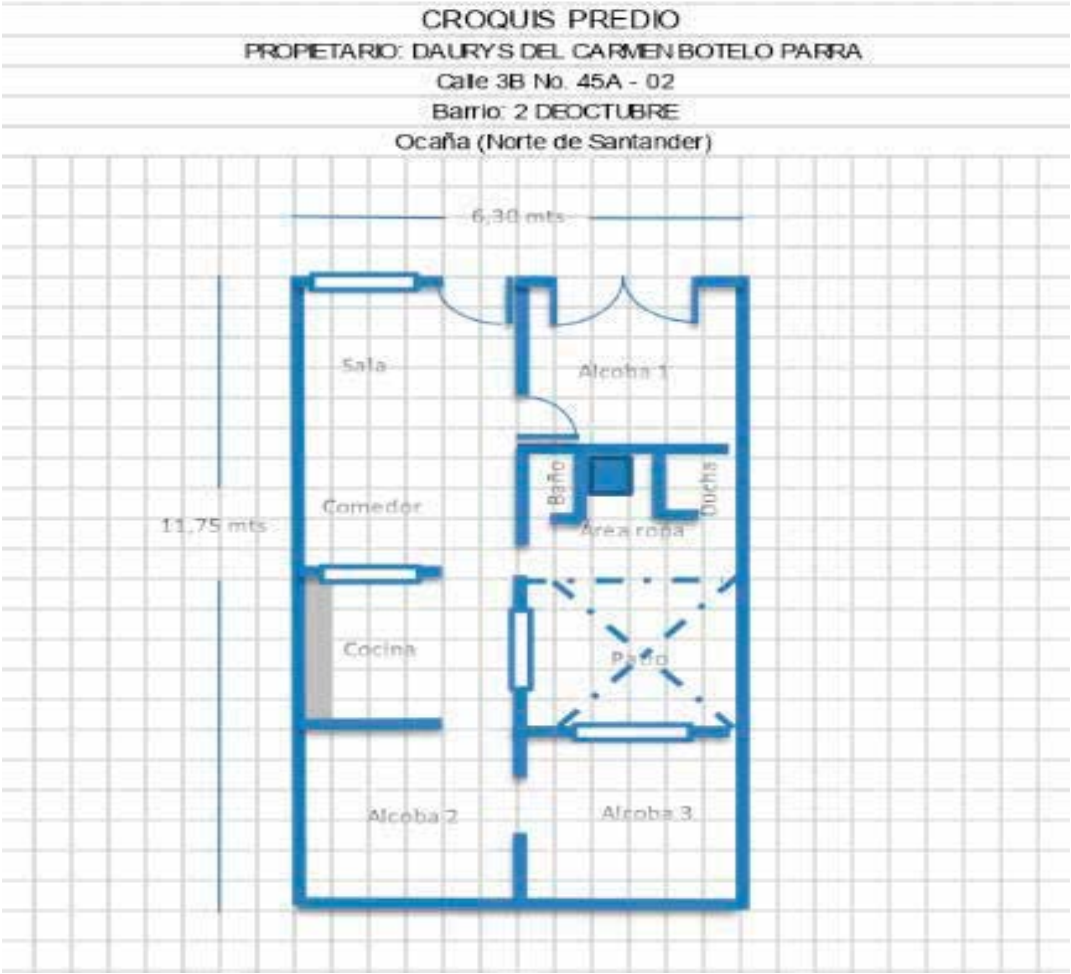 CROQUIS PREDIO
PROPIETARIO: DAURYS DEL CARMEN BOTELO PARRA
Calle 3B No. 45A - 02
Barrio: 2 DEOCTUBRE
Ocaña (Norte de Santander)
6,30 mts
Sala
Alcoba 1
Baño
Ducha
Comedor
11,75 mts
Area ropa
Cocina
Patio
Alcoba 2
Alcoba 3